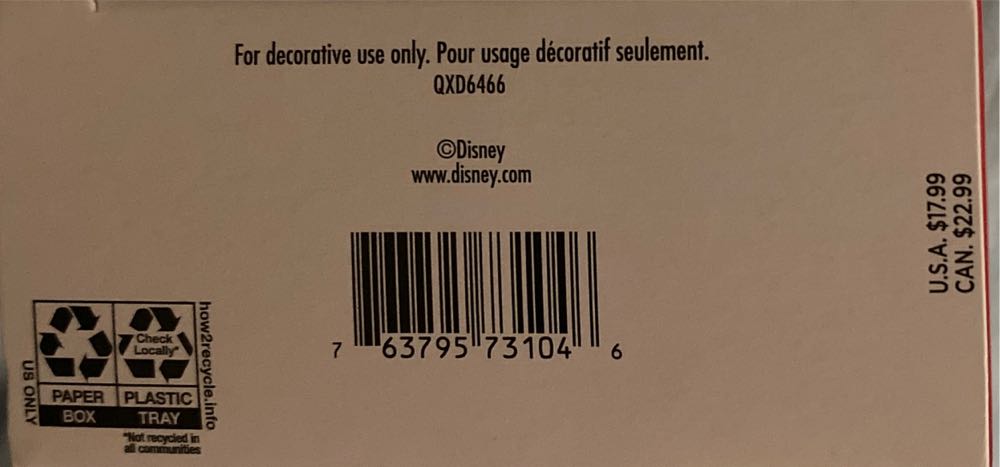 For decorative use only. Pour usage décoratif seulement.
QXD6466
©Disney
www.disney.com
U.S.A. $17.99
CAN. $22.99
7 63795 73104 6
how2recycle.info
Check
Locally*
PAPER PLASTIC
BOX TRAY
US ONLY
*Not recycled in
all communities